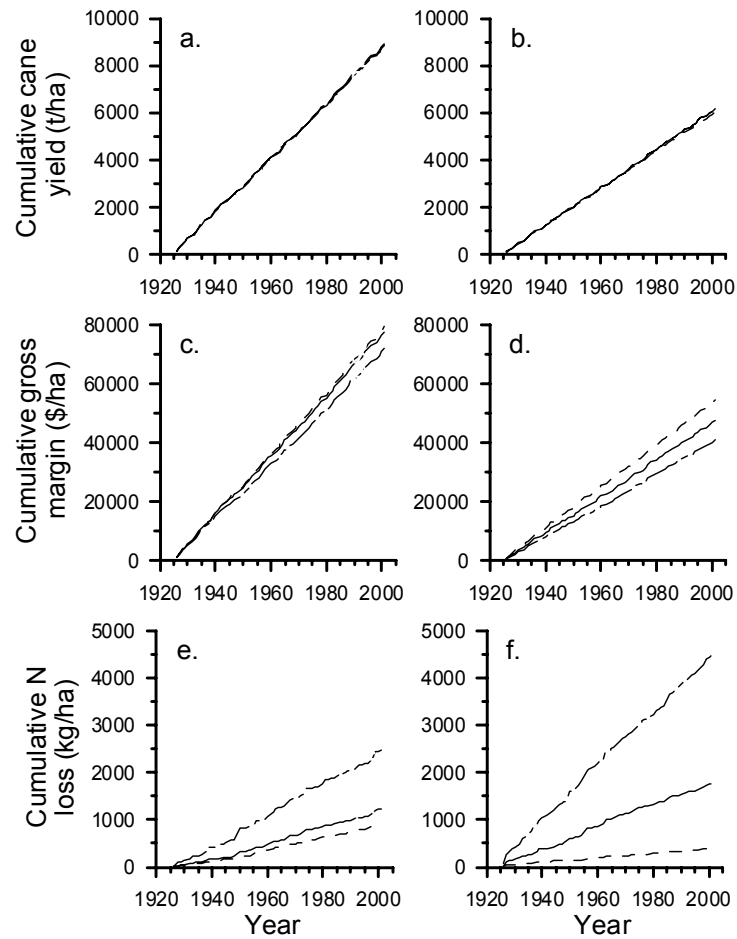 Cumulative cane
yield (t/ha)
10000
8000
6000
4000
2000
0
a.
1920 1940 1960 1980 2000
10000
8000
6000
4000
2000
0
b.
1920 1940 1960 1980 2000
Cumulative gross
margin ($/ha)
80000
60000
40000
20000
0
c.
1920 1940 1960 1980 2000
80000
60000
40000
20000
0
d.
1920 1940 1960 1980 2000
Cumulative N
loss (kg/ha)
5000
4000
3000
2000
1000
0
e.
1920 1940 1960 1980 2000
Year
5000
4000
3000
2000
1000
0
f.
1920 1940 1960 1980 2000
Year